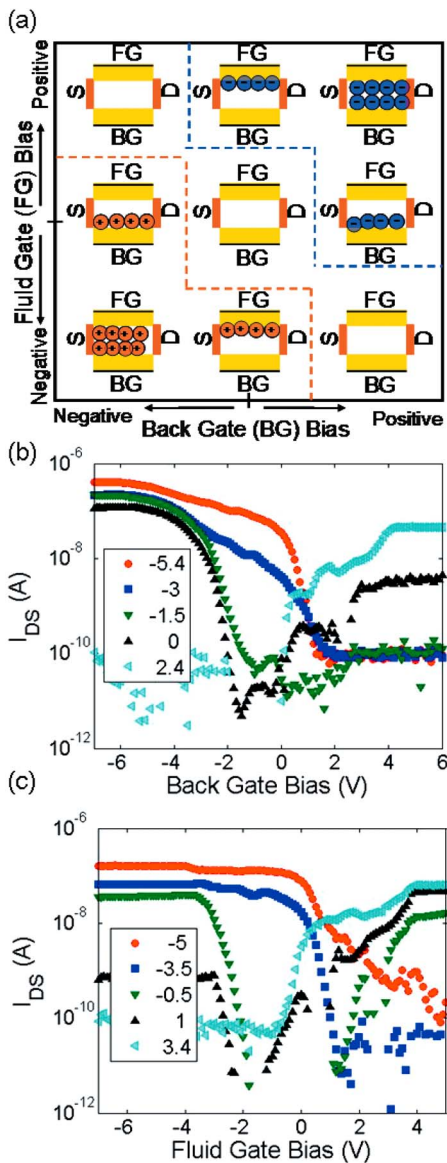 (a)
FG FG FG
S D S D S D
BG BG BG
FG FG FG
S D S D S D
BG BG BG
FG FG FG
S D S D S D
BG BG BG
Positive
Fluid Gate (FG) Bias
Negative
Negative Positive
Back Gate (BG) Bias
(b)
10-6
10-8
10-10
10-12
IDS (A)
-5.4
-3
-1.5
0
2.4
-6 -4 -2 0 2 4 6
Back Gate Bias (V)
(c)
10-6
10-8
10-10
10-12
IDS (A)
-5
-3.5
-0.5
1
3.4
-6 -4 -2 0 2 4
Fluid Gate Bias (V)